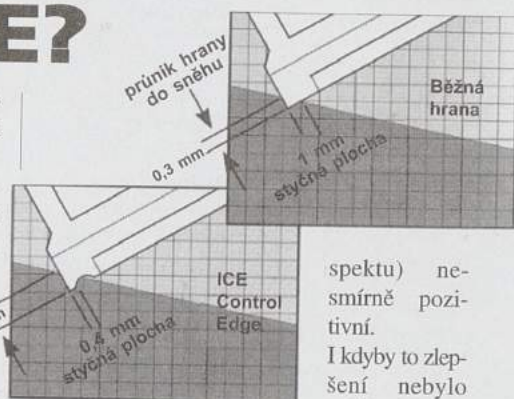 E?
průnik hrany
do sněhu
0,3 mm
1 mm
styčná plocha
Běžná
hrana
ICE
Control
Edge
0,4 mm
styčná plocha
spektu) ne-
smírně pozi-
tivní.
I kdyby to zlep-
šení nebylo